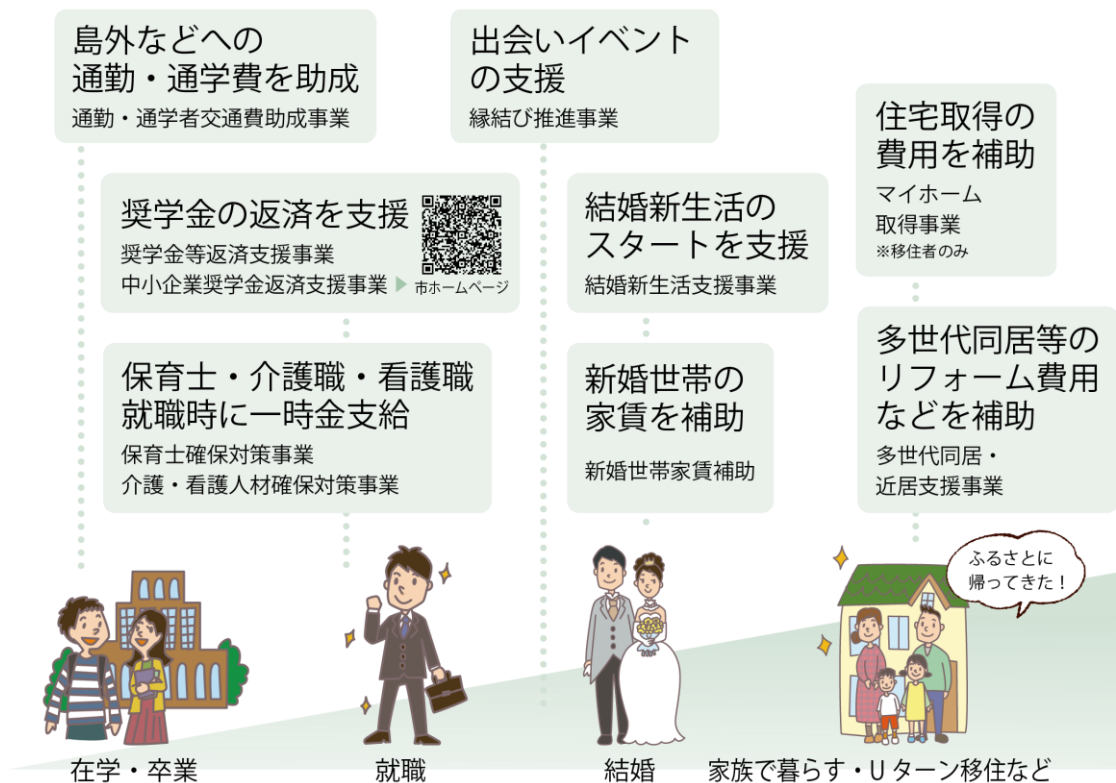 島外などへの
通勤・通学費を助成
通勤・通学者交通費助成事業
出会いイベント
の支援
縁結び推進事業
住宅取得の
費用を補助
マイホーム
取得事業
※移住者のみ
奨学金の返済を支援
奨学金等返済支援事業
中小企業奨学金返済支援事業 ▶ 市ホームページ
結婚新生活の
スタートを支援
結婚新生活支援事業
保育士・介護職・看護職
就職時に一時金支給
保育士確保対策事業
介護・看護人材確保対策事業
新婚世帯の
家賃を補助
新婚世帯家賃補助
多世代同居等の
リフォーム費用
などを補助
多世代同居・
近居支援事業
ふるさとに
帰ってきた！
在学・卒業
就職
結婚
家族で暮らす・Uターン移住など